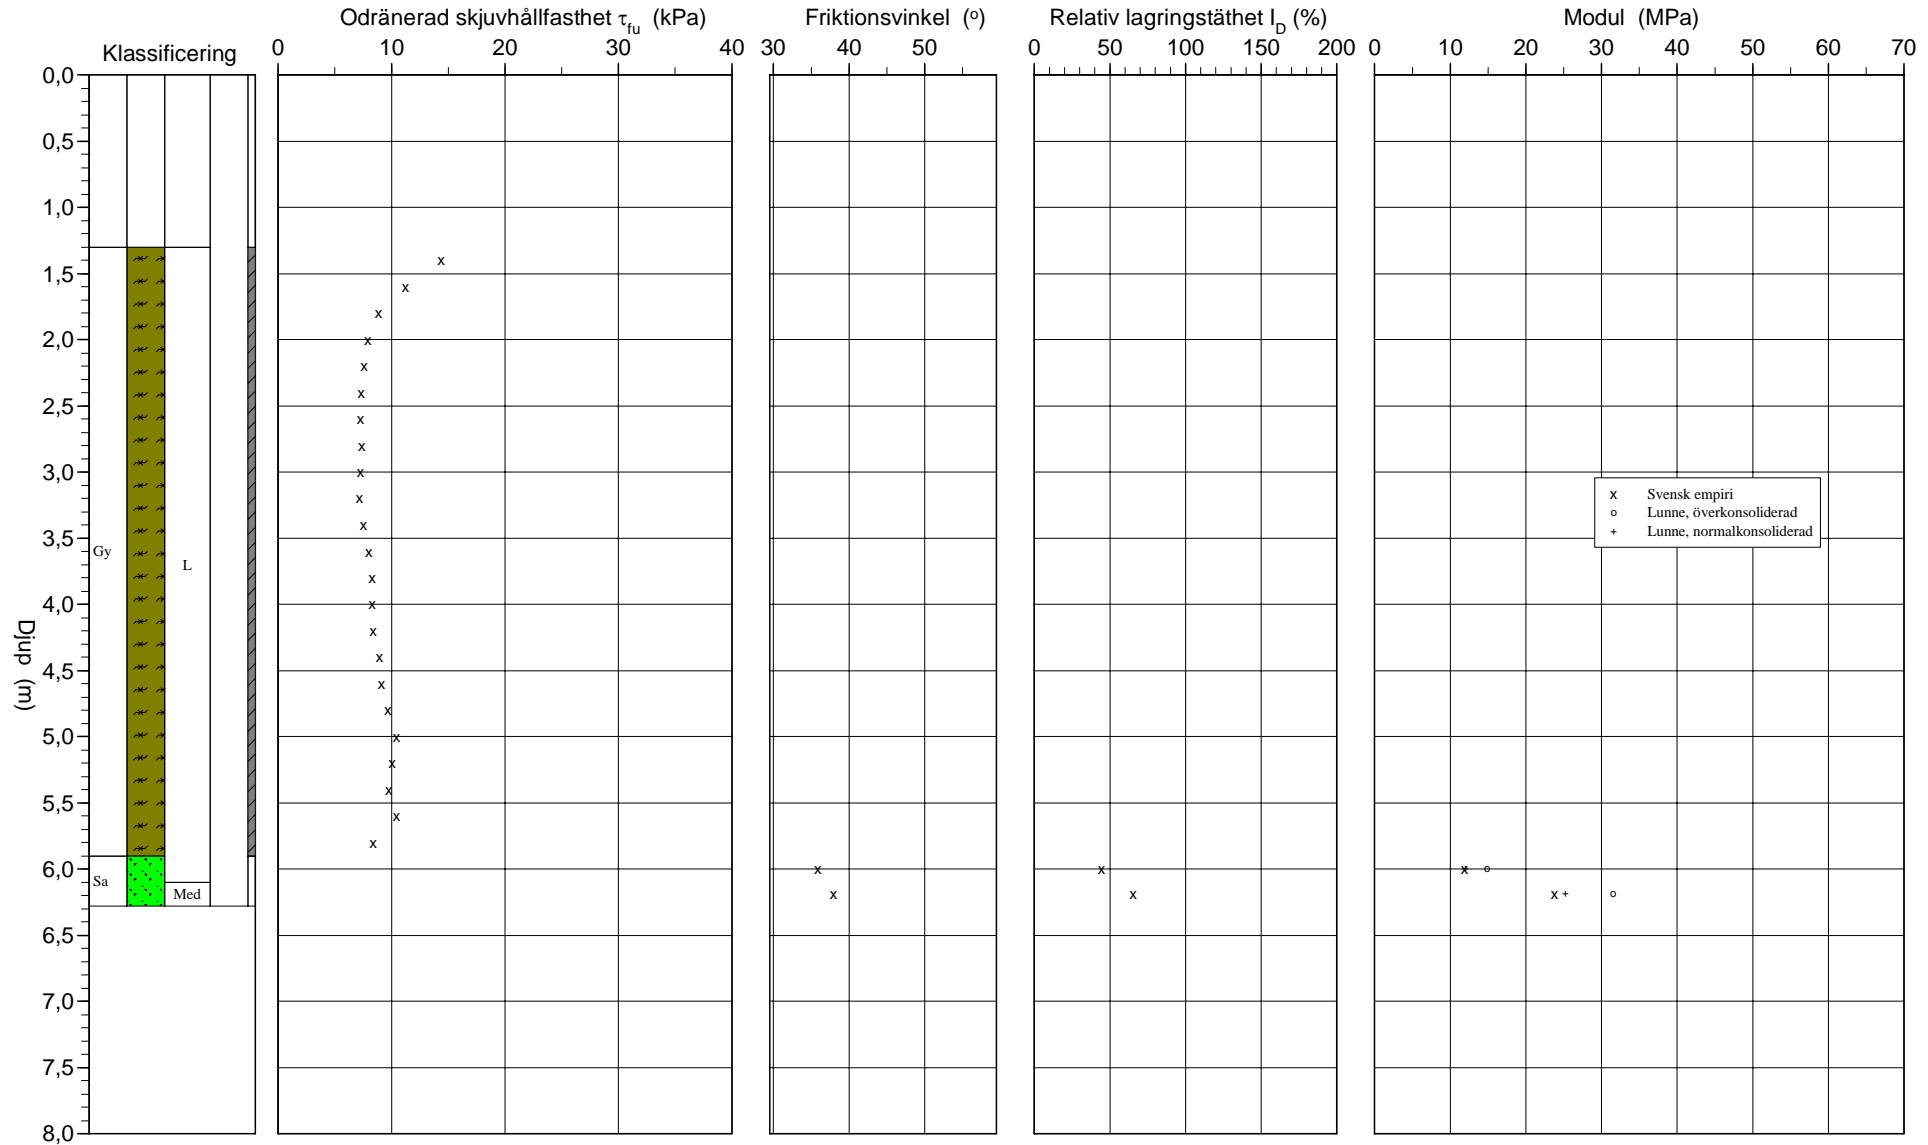 Odränerad skjuvhållfasthet τfu (kPa)
Friktionsvinkel (o)
Relativ lagringstäthet ID (%)
Modul (MPa)
Klassificering
0 10 20 30 40
30 40 50
0 50 100 150 200
0 10 20 30 40 50 60 70
0,0
0,5
1,0
1,5
2,0
2,5
3,0
3,5
4,0
4,5
5,0
5,5
6,0
6,5
7,0
7,5
8,0
Djup (m)
Gy
L
Sa
Med
x Svensk empiri
o Lunne, överkonsoliderad
+ Lunne, normalkonsoliderad